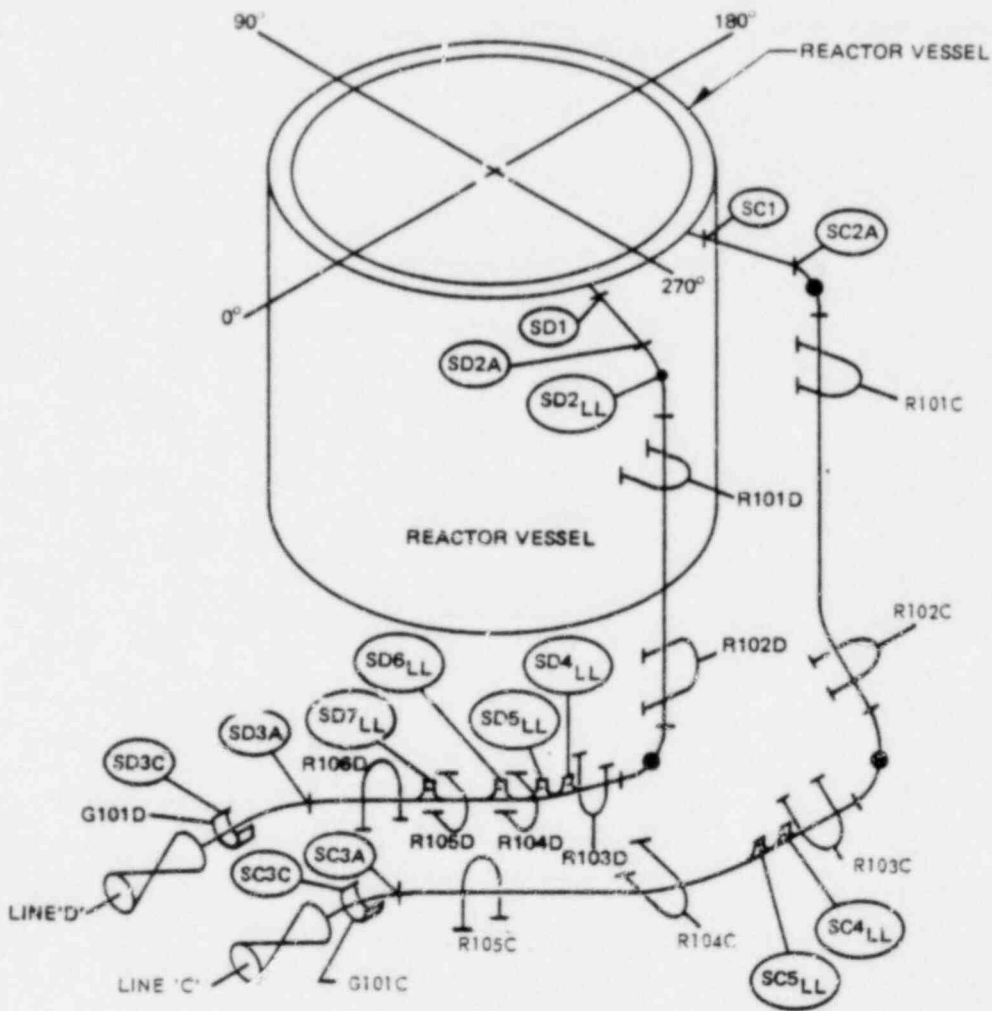 90°
180°
REACTOR VESSEL
SC1
SC2A
270°
0°
SD1
SD2A
SD2LL
R101C
R101D
REACTOR VESSEL
R102C
R102D
SD6LL
SD4LL
SD7LL
SD5LL
SD3A
SD3C
R106D
G101D
R105D
R104D
R103D
SC3A
SC3C
R103C
LINE 'D'
R105C
R104C
SC4LL
LINE 'C'
G101C
SC5LL